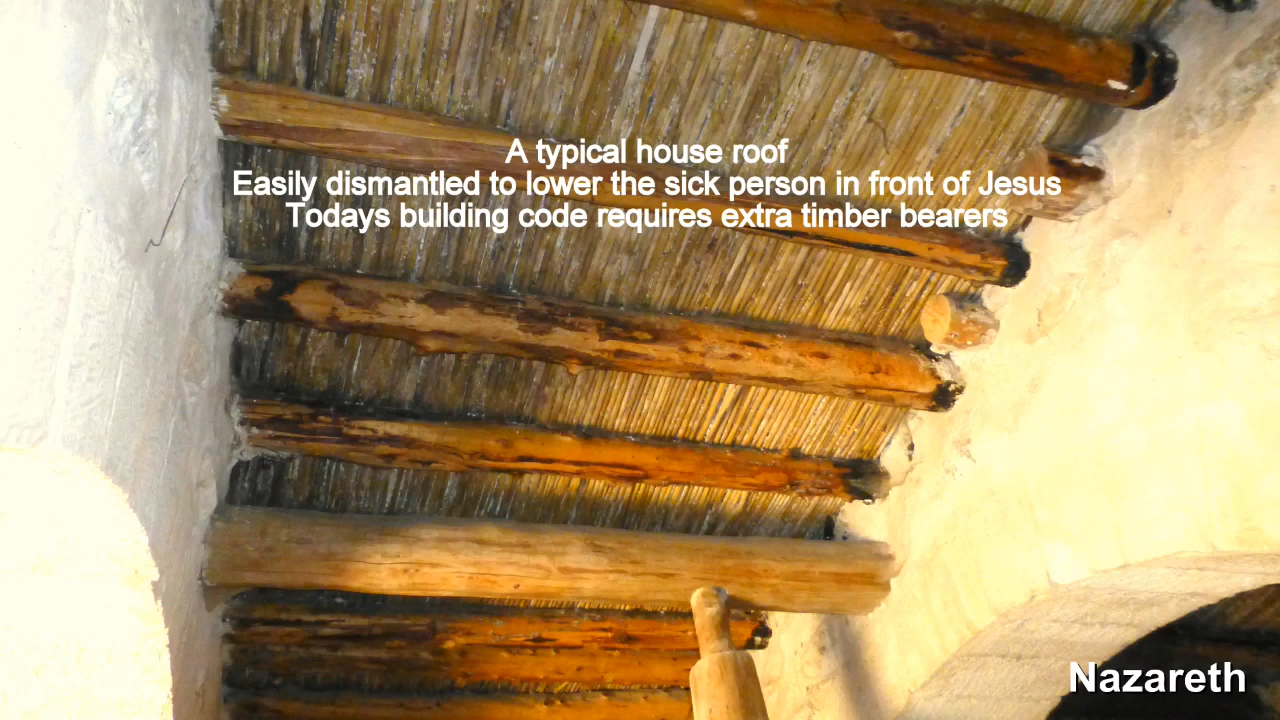 A typical house roof
Easily dismantled to lower the sick person in front of Jesus
Todays building code requires extra timber bearers
Nazareth